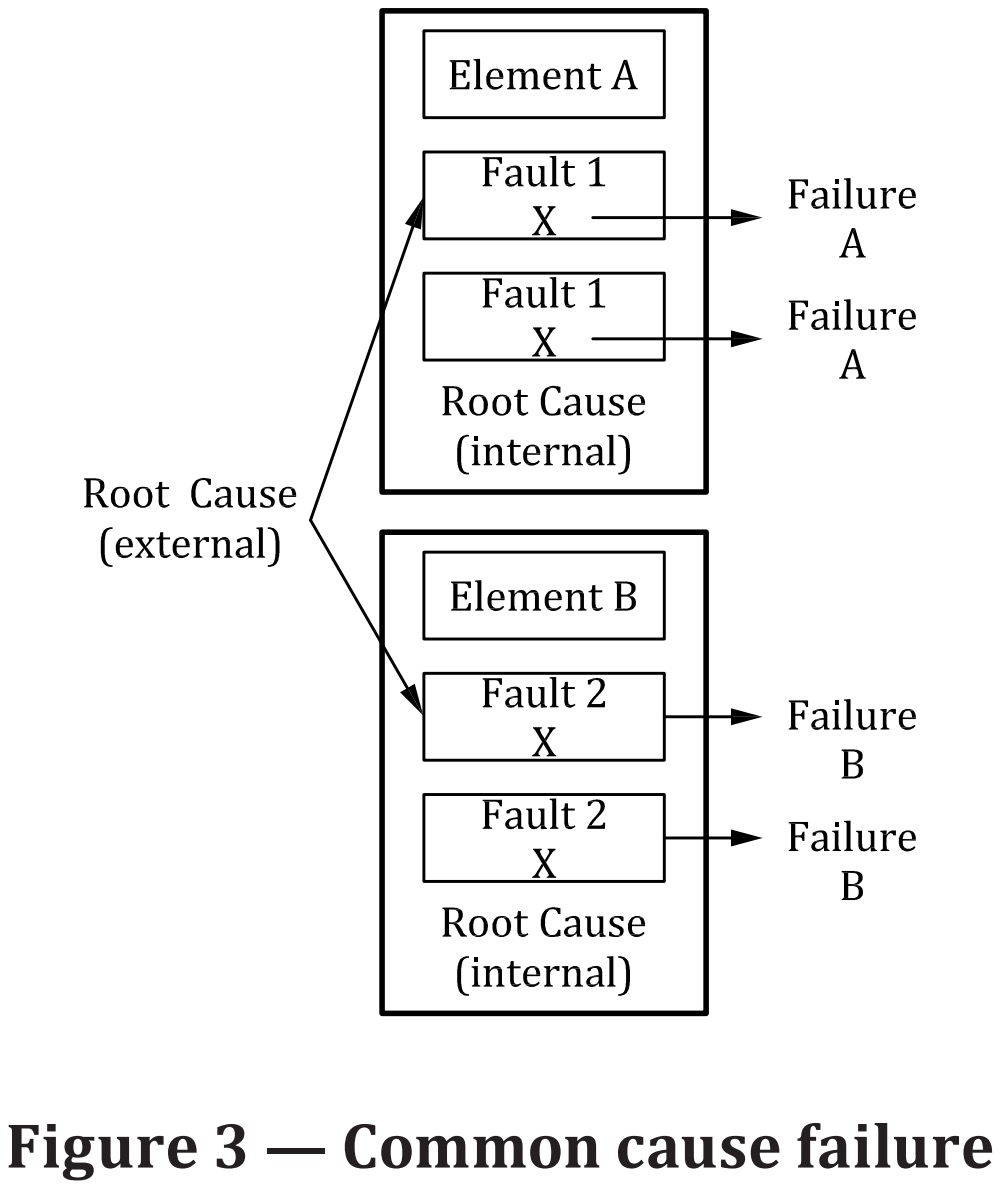 Element A
Fault 1
X
Failure
A
Fault 1
X
Failure
A
Root Cause
(internal)
Root Cause
(external)
Element B
Fault 2
X
Failure
B
Fault 2
X
Failure
B
Root Cause
(internal)
Figure 3 — Common cause failure